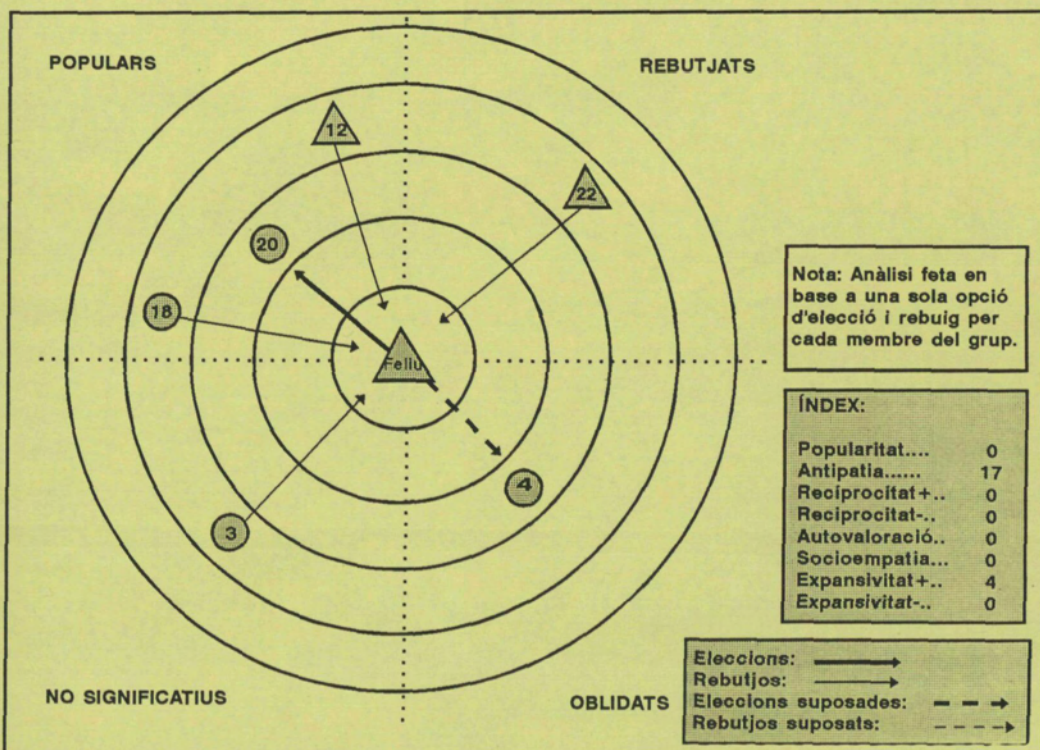 POPULARS
REBUTJATS
12
22
20
18
Feliu
4
3
Nota: Anàlisi feta en
base a una sola opció
d'elecció i rebuig per
cada membre del grup.
ÍNDEX:
Popularitat.... 0
Antipatia...... 17
Reciprocitat+.. 0
Reciprocitat-.. 0
Autovaloració.. 0
Socioempatia... 0
Expansivitat+.. 4
Expansivitat-.. 0
NO SIGNIFICATIUS
OBLIDATS
Eleccions:
Rebutjos:
Eleccions suposades:
Rebutjos suposats: